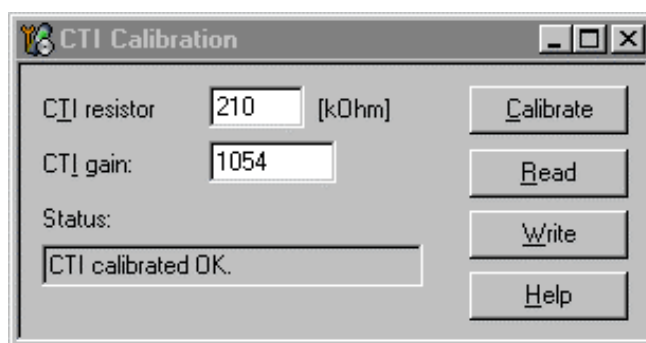 CTI Calibration
CTI resistor 210 [kOhm] Calibrate
CTI gain: 1054 Read
Status: Write
CTI calibrated OK.
Help